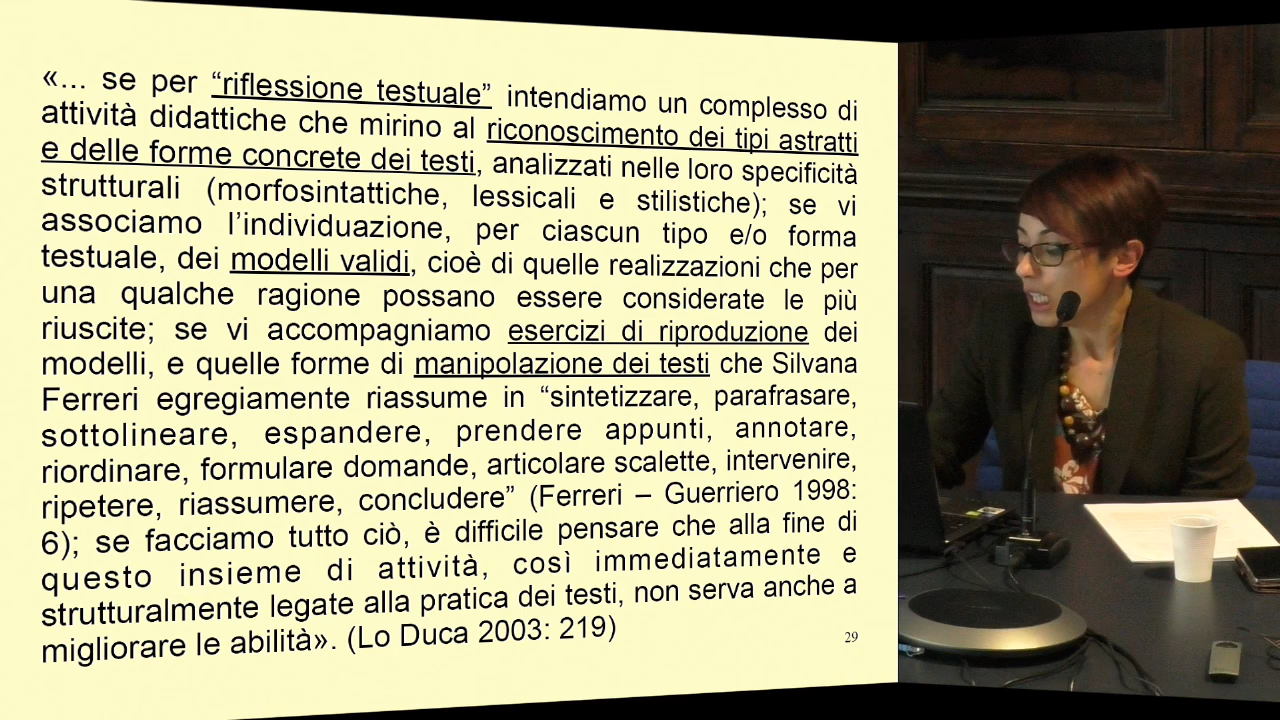 «... se per “riflessione testuale” intendiamo un complesso di
attività didattiche che mirino al riconoscimento dei tipi astratti
e delle forme concrete dei testi, analizzati nelle loro specificità
strutturali (morfosintattiche, lessicali e stilistiche); se vi
associamo l’individuazione, per ciascun tipo e/o forma
testuale, dei modelli validi, cioè di quelle realizzazioni che per
una qualche ragione possano essere considerate le più
riuscite; se vi accompagniamo esercizi di riproduzione dei
modelli, e quelle forme di manipolazione dei testi che Silvana
Ferreri egregiamente riassume in “sintetizzare, parafrasare,
sottolineare, espandere, prendere appunti, annotare,
riordinare, formulare domande, articolare scalette, intervenire,
ripetere, riassumere, concludere” (Ferreri – Guerriero 1998:
6); se facciamo tutto ciò, è difficile pensare che alla fine di
questo insieme di attività, così immediatamente e
strutturalmente legate alla pratica dei testi, non serva anche a
migliorare le abilità». (Lo Duca 2003: 219)
29